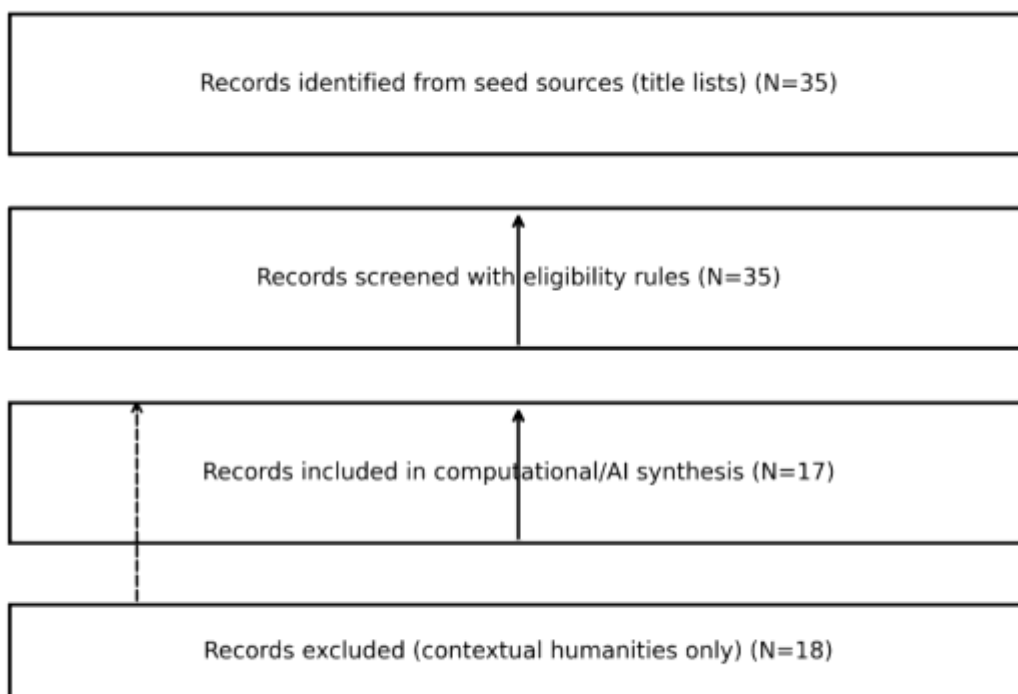 Records identified from seed sources (title lists) (N=35)
Records screened with eligibility rules (N=35)
Records included in computational/AI synthesis (N=17)
Records excluded (contextual humanities only) (N=18)